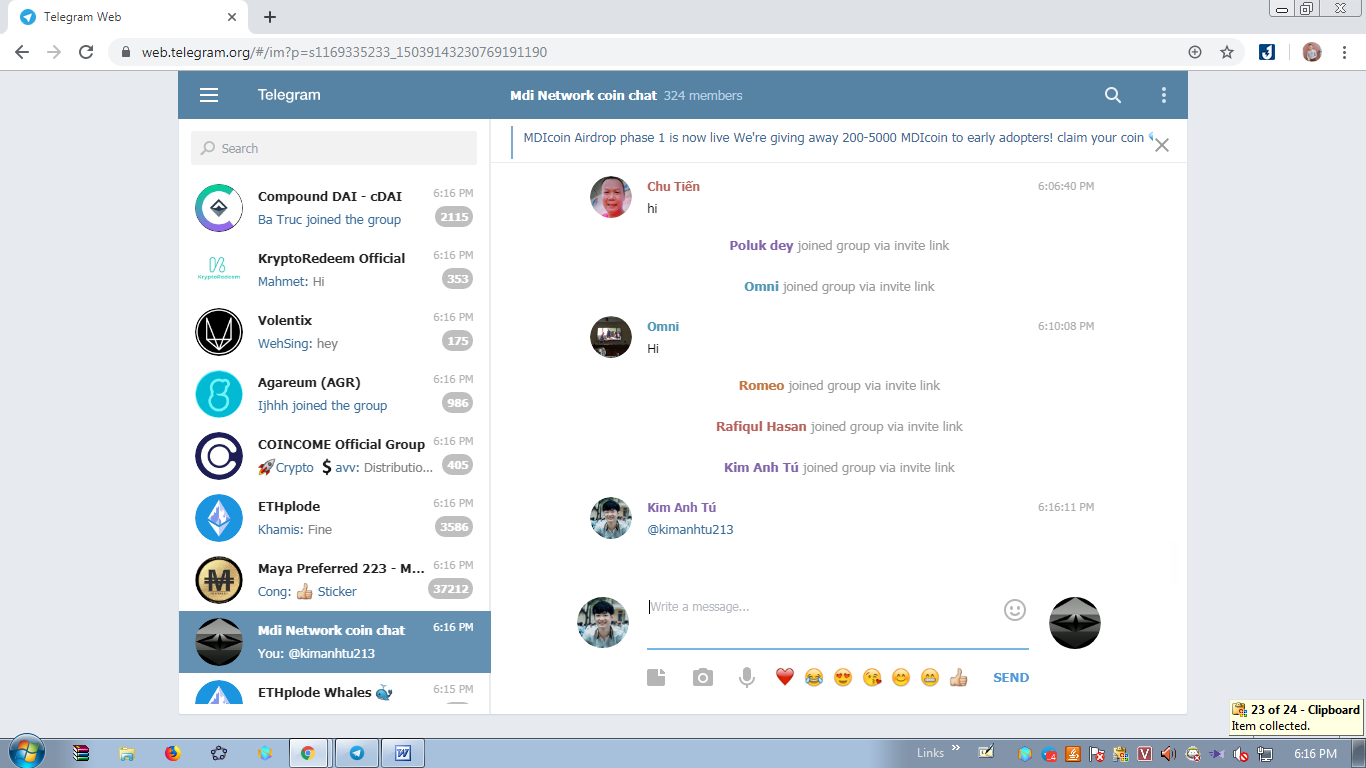 Telegram Web
web.telegram.org/#/im?p=s1169335233_15039143230769191190
Telegram
Mdi Network coin chat 324 members
Search
MDIcoin Airdrop phase 1 is now live We're giving away 200-5000 MDIcoin to early adopters! claim your coin
Compound DAI - cDAI 6:16 PM
Ba Truc joined the group 2115
KryptoRedeem
KryptoRedeem Official 6:16 PM
Mahmet: Hi 353
Volentix 6:16 PM
WehSing: hey 175
Agareum (AGR) 6:16 PM
Ijhhh joined the group 986
COINCOME Official Group 6:16 PM
🚀Crypto 💲avv: Distributio... 405
ETHplode 6:16 PM
Khamis: Fine 3586
Maya Preferred 223 - M... 6:16 PM
Cong: 👍🏻 Sticker 37212
Mdi Network coin chat 6:16 PM
You: @kimanhtu213
ETHplode Whales 🐳 6:15 PM
Chu Tiến 6:06:40 PM
hi
Poluk dey joined group via invite link
Omni joined group via invite link
Omni 6:10:08 PM
Hi
Romeo joined group via invite link
Rafiqul Hasan joined group via invite link
Kim Anh Tú joined group via invite link
Kim Anh Tú 6:16:11 PM
@kimanhtu213
Write a message...
❤️😂😍😘😊😁👍🏻 SEND
23 of 24 - Clipboard
Item collected.
Links » 6:16 PM